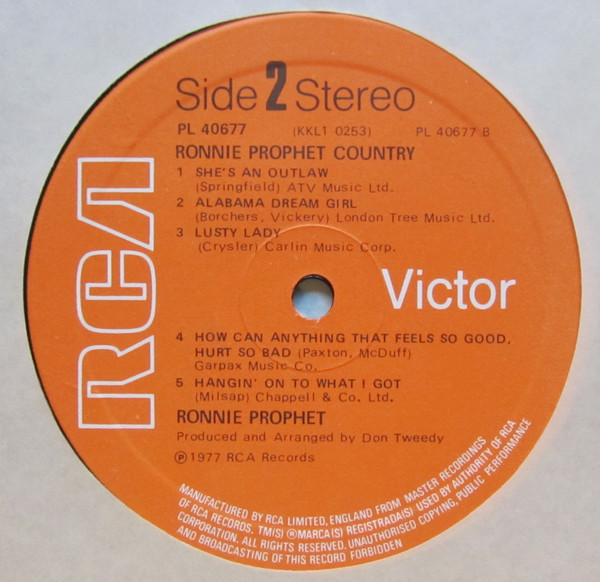 Side 2 Stereo
PL 40677 (KKL1 0253) PL 40677 B
RONNIE PROPHET COUNTRY
1 SHE'S AN OUTLAW
(Springfield) ATV Music Ltd.
2 ALABAMA DREAM GIRL
(Borchers, Vickery) London Tree Music Ltd.
3 LUSTY LADY
(Crysler) Carlin Music Corp.
RCA
Victor
4 HOW CAN ANYTHING THAT FEELS SO GOOD,
HURT SO BAD (Paxton, McDuff)
Garpax Music Co.
5 HANGIN' ON TO WHAT I GOT
(Milsap) Chappell & Co. Ltd.
RONNIE PROPHET
Produced and Arranged by Don Tweedy
℗ 1977 RCA Records
MANUFACTURED BY RCA LIMITED, ENGLAND FROM MASTER RECORDINGS
OF RCA RECORDS. TM(S) ® MARCA(S) REGISTRADA(S) USED BY AUTHORITY OF RCA
CORPORATION. ALL RIGHTS RESERVED. UNAUTHORISED COPYING, PUBLIC PERFORMANCE
AND BROADCASTING OF THIS RECORD FORBIDDEN